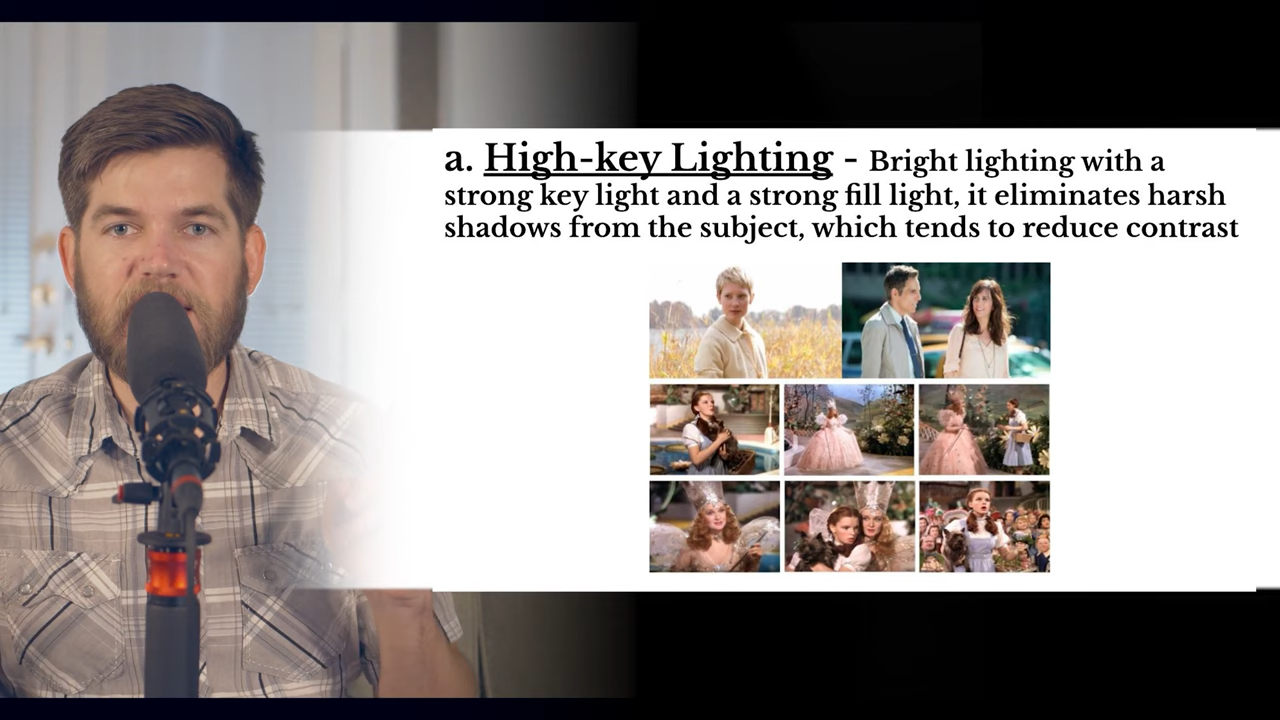 a. High-key Lighting - Bright lighting with a
strong key light and a strong fill light, it eliminates harsh
shadows from the subject, which tends to reduce contrast